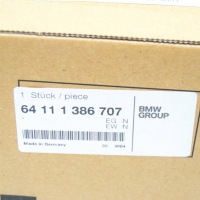 1 Stück / piece
64 11 1 386 707
EG N
EW N
BMW
GROUP
Made in Germany